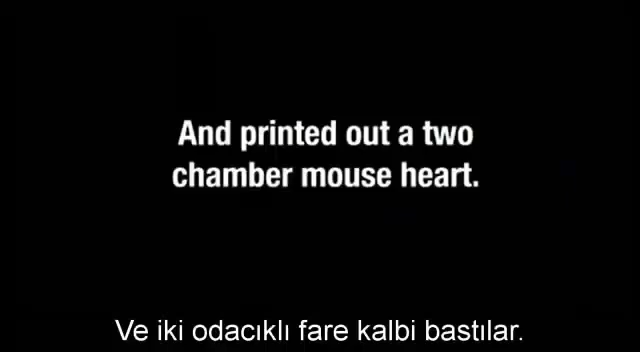 And printed out a two
chamber mouse heart.
Ve iki odacıklı fare kalbi bastılar.